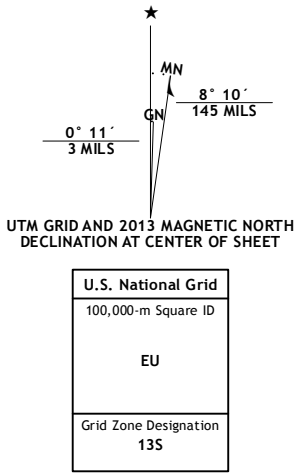 ★
MN
GN
8° 10´
145 MILS
0° 11´
3 MILS
UTM GRID AND 2013 MAGNETIC NORTH
DECLINATION AT CENTER OF SHEET
U.S. National Grid
100,000-m Square ID
EU
Grid Zone Designation
13S